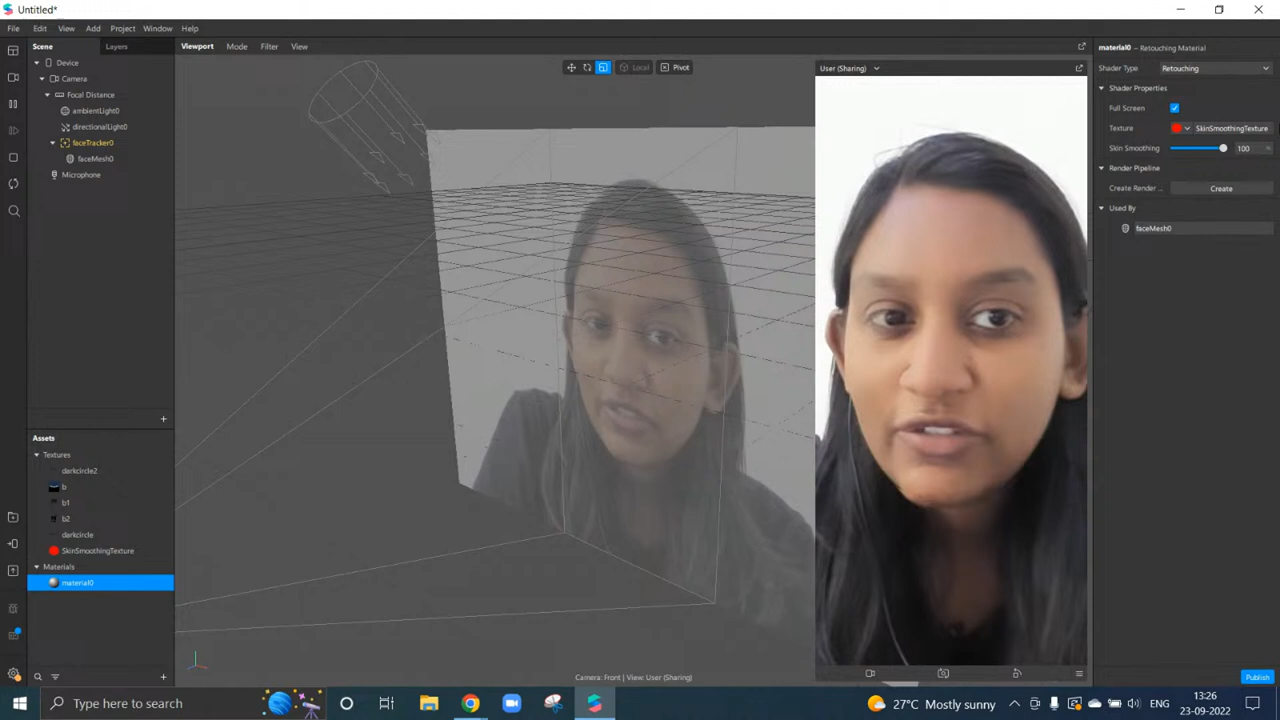 Untitled*
File Edit View Add Project Window Help
Scene Layers
Device
Camera
Focal Distance
ambientLight0
directionalLight0
faceTracker0
faceMesh0
Microphone
Assets
Textures
darkcircle2
b
b1
b2
darkcircle
SkinSmoothingTexture
Materials
material0
Viewport Mode Filter View
Local Pivot
User (Sharing)
Camera: Front | View: User (Sharing)
material0 - Retouching Material
Shader Type Retouching
Shader Properties
Full Screen
Texture SkinSmoothingTexture
Skin Smoothing 100 %
Render Pipeline
Create Render ... Create
Used By
faceMesh0
Publish
Type here to search
27°C Mostly sunny
ENG
13:26
23-09-2022